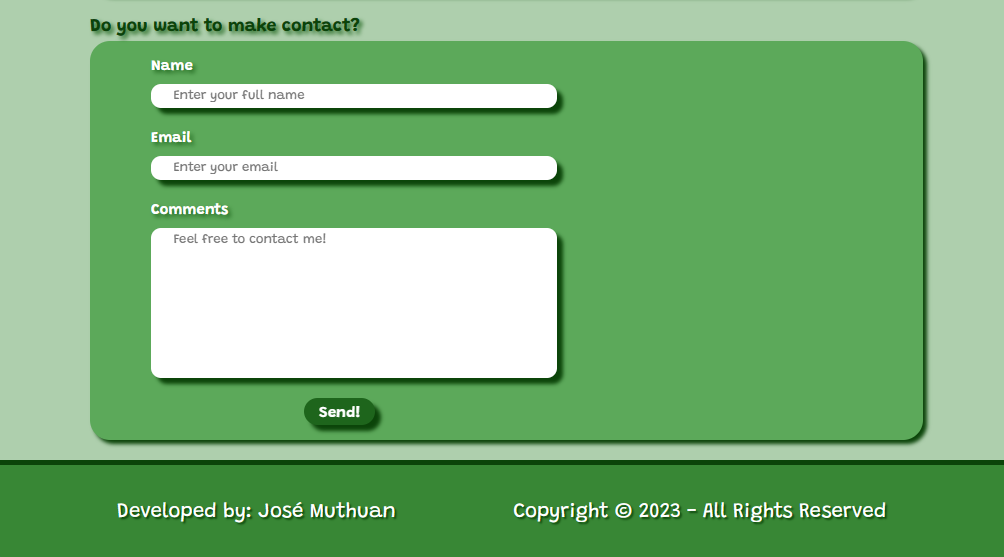 Do you want to make contact?
Name
Enter your full name
Email
Enter your email
Comments
Feel free to contact me!
Send!
Developed by: José Muthuan
Copyright © 2023 - All Rights Reserved